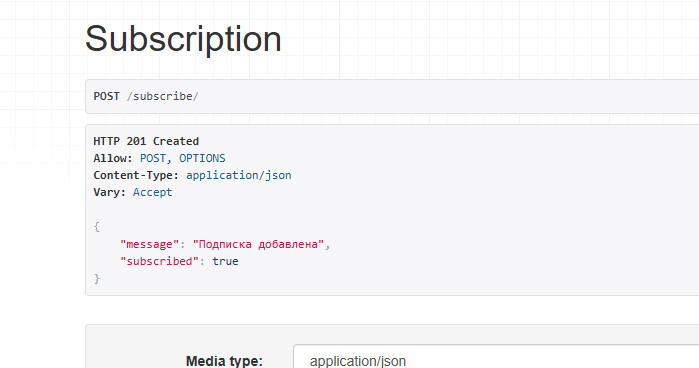 Subscription
POST /subscribe/
HTTP 201 Created
Allow: POST, OPTIONS
Content-Type: application/json
Vary: Accept
{
    "message": "Подписка добавлена",
    "subscribed": true
}
Media type: application/json